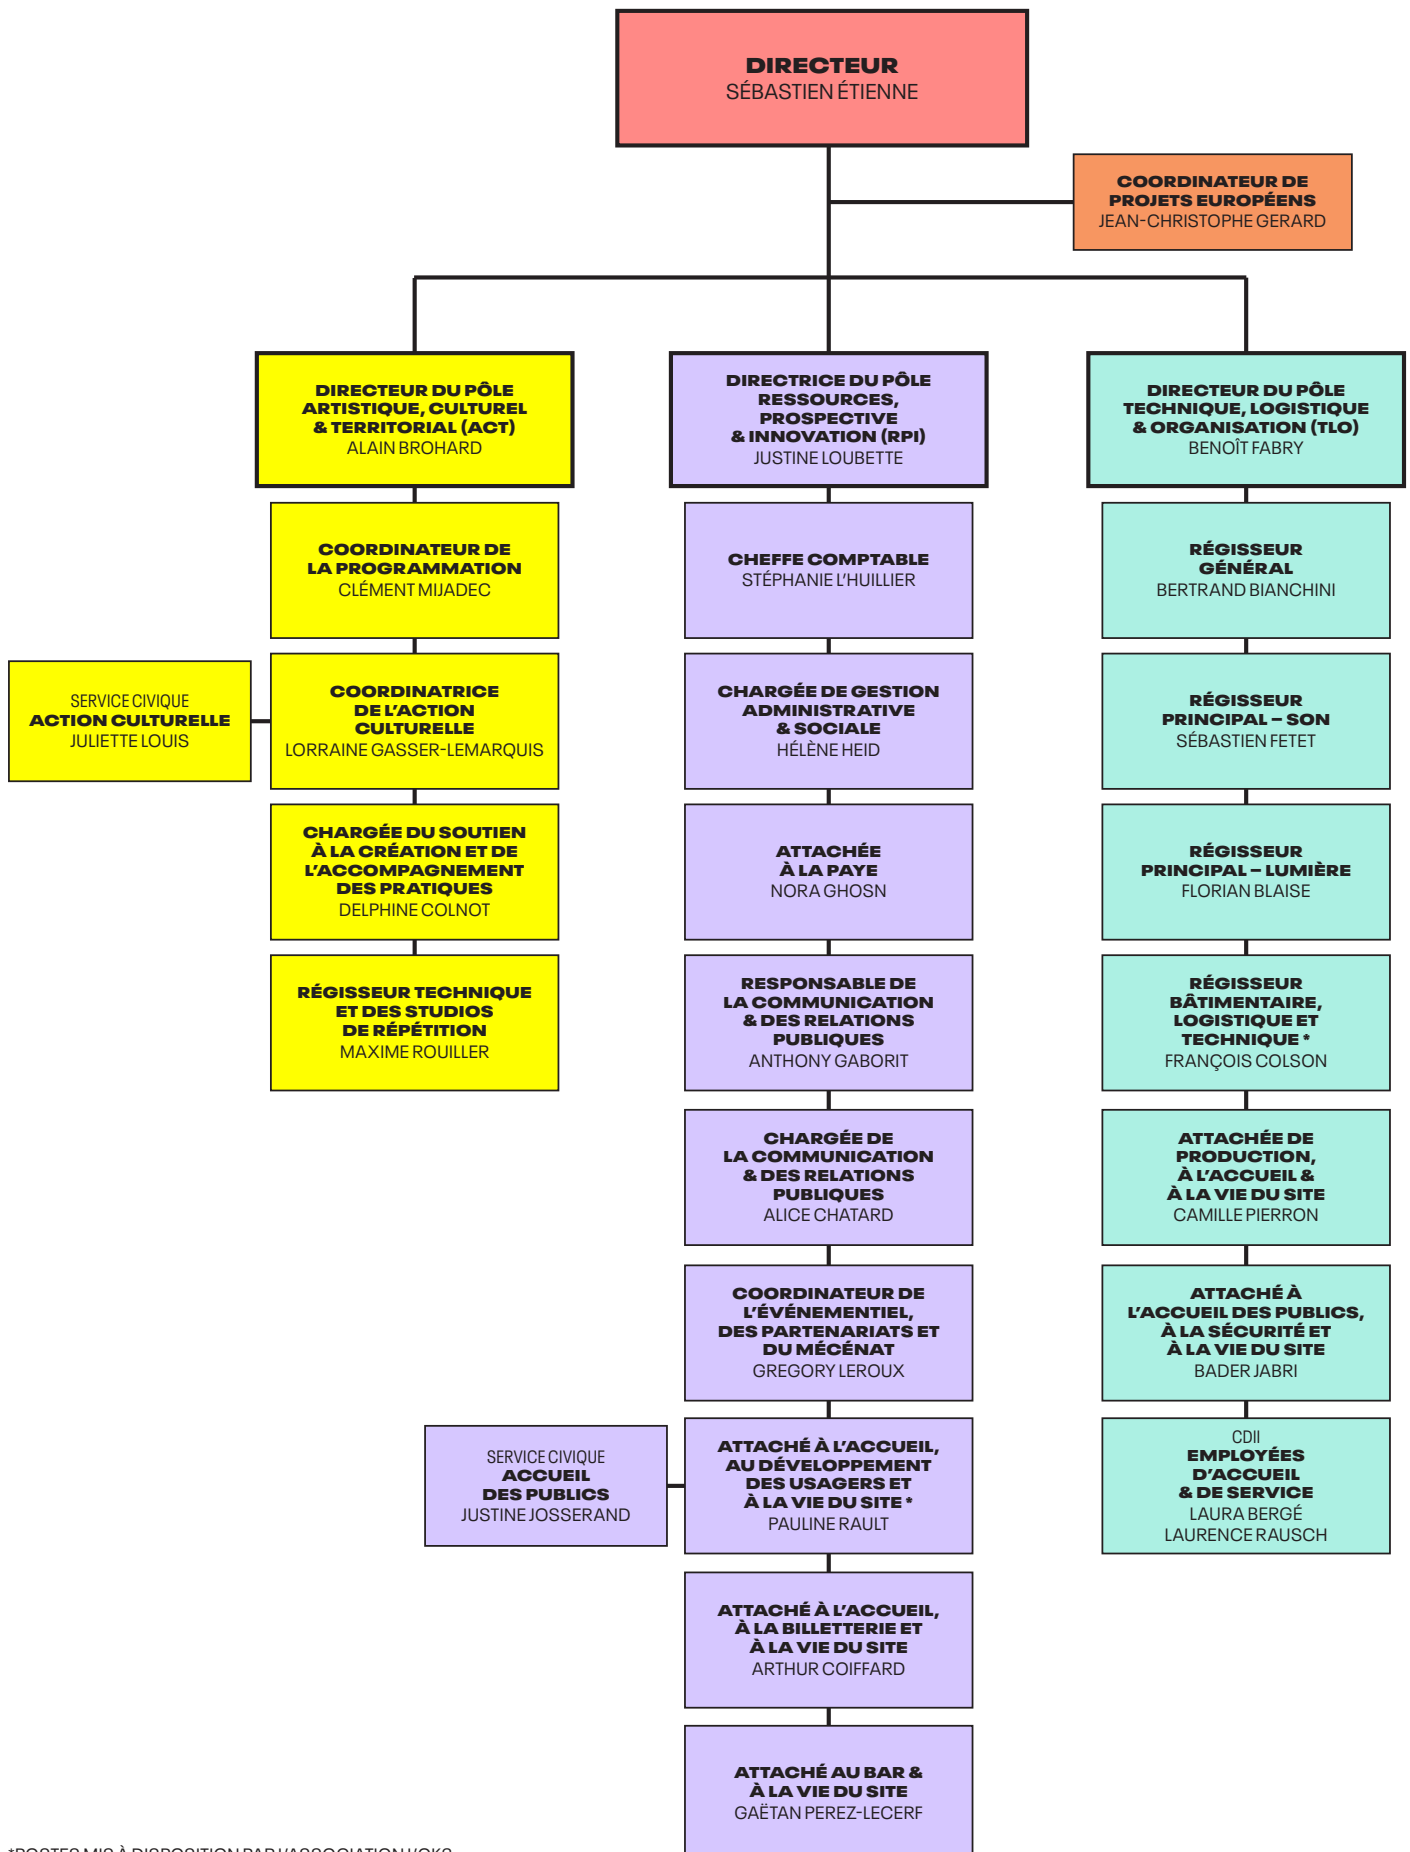 DIRECTEUR
SÉBASTIEN ÉTIENNE
COORDINATEUR DE
PROJETS EUROPÉENS
JEAN-CHRISTOPHE GERARD
DIRECTEUR DU PÔLE
ARTISTIQUE, CULTUREL
& TERRITORIAL (ACT)
ALAIN BROHARD
COORDINATEUR DE
LA PROGRAMMATION
CLÉMENT MIJADEC
SERVICE CIVIQUE
ACTION CULTURELLE
JULIETTE LOUIS
COORDINATRICE
DE L'ACTION
CULTURELLE
LORRAINE GASSER-LEMARQUIS
CHARGÉE DU SOUTIEN
À LA CRÉATION ET DE
L'ACCOMPAGNEMENT
DES PRATIQUES
DELPHINE COLNOT
RÉGISSEUR TECHNIQUE
ET DES STUDIOS
DE RÉPÉTITION
MAXIME ROUILLER
DIRECTRICE DU PÔLE
RESSOURCES,
PROSPECTIVE
& INNOVATION (RPI)
JUSTINE LOUBETTE
CHEFFE COMPTABLE
STÉPHANIE L'HUILLIER
CHARGÉE DE GESTION
ADMINISTRATIVE
& SOCIALE
HÉLÈNE HEID
ATTACHÉE
À LA PAYE
NORA GHOSN
RESPONSABLE DE
LA COMMUNICATION
& DES RELATIONS
PUBLIQUES
ANTHONY GABORIT
CHARGÉE DE
LA COMMUNICATION
& DES RELATIONS
PUBLIQUES
ALICE CHATARD
COORDINATEUR DE
L'ÉVÉNEMENTIEL,
DES PARTENARIATS ET
DU MÉCÉNAT
GREGORY LEROUX
SERVICE CIVIQUE
ACCUEIL
DES PUBLICS
JUSTINE JOSSERAND
ATTACHÉ À L'ACCUEIL,
AU DÉVELOPPEMENT
DES USAGERS ET
À LA VIE DU SITE *
PAULINE RAULT
ATTACHÉ À L'ACCUEIL,
À LA BILLETTERIE ET
À LA VIE DU SITE
ARTHUR COIFFARD
ATTACHÉ AU BAR &
À LA VIE DU SITE
GAËTAN PEREZ-LECERF
DIRECTEUR DU PÔLE
TECHNIQUE, LOGISTIQUE
& ORGANISATION (TLO)
BENOÎT FABRY
RÉGISSEUR
GÉNÉRAL
BERTRAND BIANCHINI
RÉGISSEUR
PRINCIPAL – SON
SÉBASTIEN FETET
RÉGISSEUR
PRINCIPAL – LUMIÈRE
FLORIAN BLAISE
RÉGISSEUR
BÂTIMENTAIRE,
LOGISTIQUE ET
TECHNIQUE *
FRANÇOIS COLSON
ATTACHÉE DE
PRODUCTION,
À L'ACCUEIL &
À LA VIE DU SITE
CAMILLE PIERRON
ATTACHÉ À
L'ACCUEIL DES PUBLICS,
À LA SÉCURITÉ ET
À LA VIE DU SITE
BADER JABRI
CDII
EMPLOYÉES
D'ACCUEIL
& DE SERVICE
LAURA BERGÉ
LAURENCE RAUSCH
*POSTES MIS À DISPOSITION PAR L'ASSOCIATION